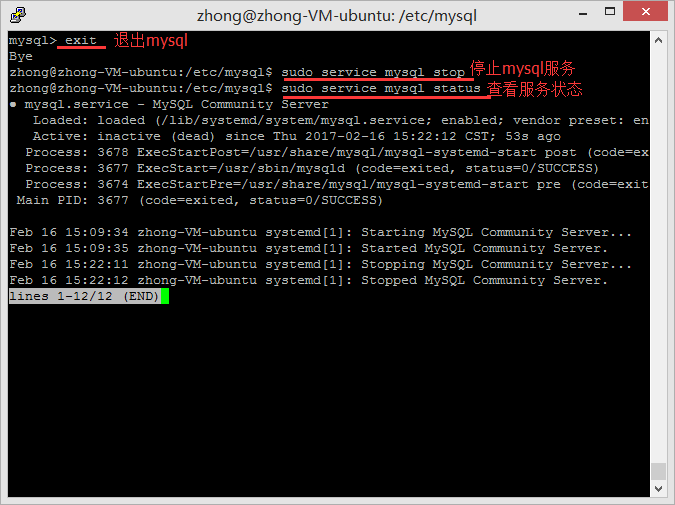 zhong@zhong-VM-ubuntu: /etc/mysql
mysql> exit 退出mysql
Bye
zhong@zhong-VM-ubuntu:/etc/mysql$ sudo service mysql stop 停止mysql服务
zhong@zhong-VM-ubuntu:/etc/mysql$ sudo service mysql status 查看服务状态
● mysql.service - MySQL Community Server
   Loaded: loaded (/lib/systemd/system/mysql.service; enabled; vendor preset: en
   Active: inactive (dead) since Thu 2017-02-16 15:22:12 CST; 53s ago
  Process: 3678 ExecStartPost=/usr/share/mysql/mysql-systemd-start post (code=ex
  Process: 3677 ExecStart=/usr/sbin/mysqld (code=exited, status=0/SUCCESS)
  Process: 3674 ExecStartPre=/usr/share/mysql/mysql-systemd-start pre (code=exit
 Main PID: 3677 (code=exited, status=0/SUCCESS)
Feb 16 15:09:34 zhong-VM-ubuntu systemd[1]: Starting MySQL Community Server...
Feb 16 15:09:35 zhong-VM-ubuntu systemd[1]: Started MySQL Community Server.
Feb 16 15:22:11 zhong-VM-ubuntu systemd[1]: Stopping MySQL Community Server...
Feb 16 15:22:12 zhong-VM-ubuntu systemd[1]: Stopped MySQL Community Server.
lines 1-12/12 (END)